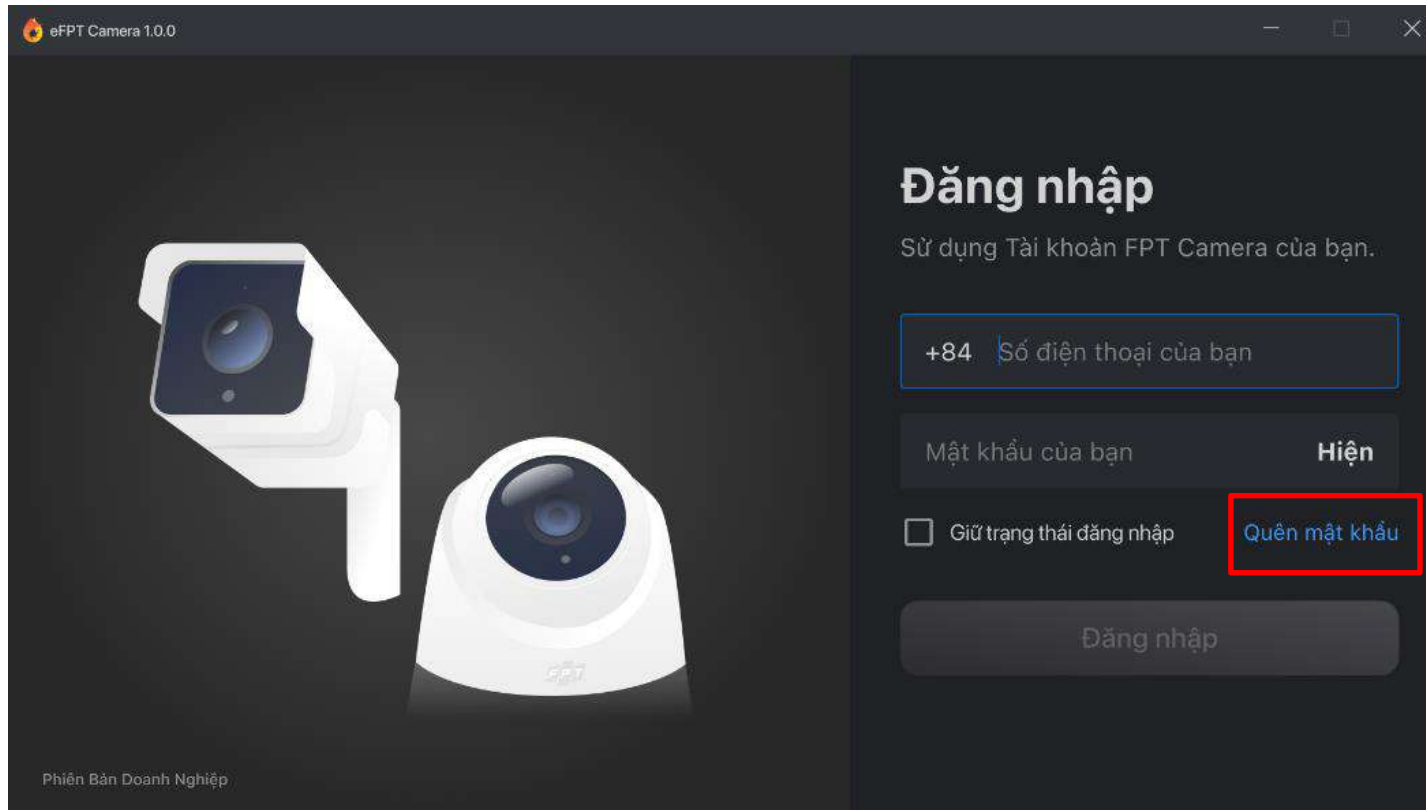 eFPT Camera 1.0.0
Đăng nhập
Sử dụng Tài khoản FPT Camera của bạn.
+84 Số điện thoại của bạn
Mật khẩu của bạn Hiện
Giữ trạng thái đăng nhập Quên mật khẩu
Đăng nhập
FPT
Phiên Bản Doanh Nghiệp